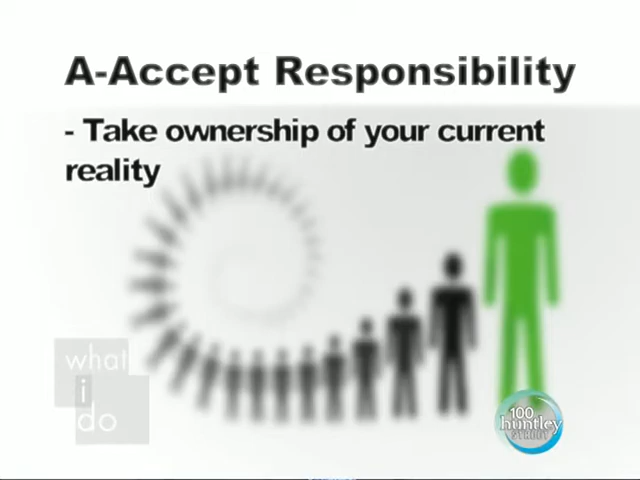 A-Accept Responsibility
- Take ownership of your current
reality
what
i
do
100
huntley
STREET